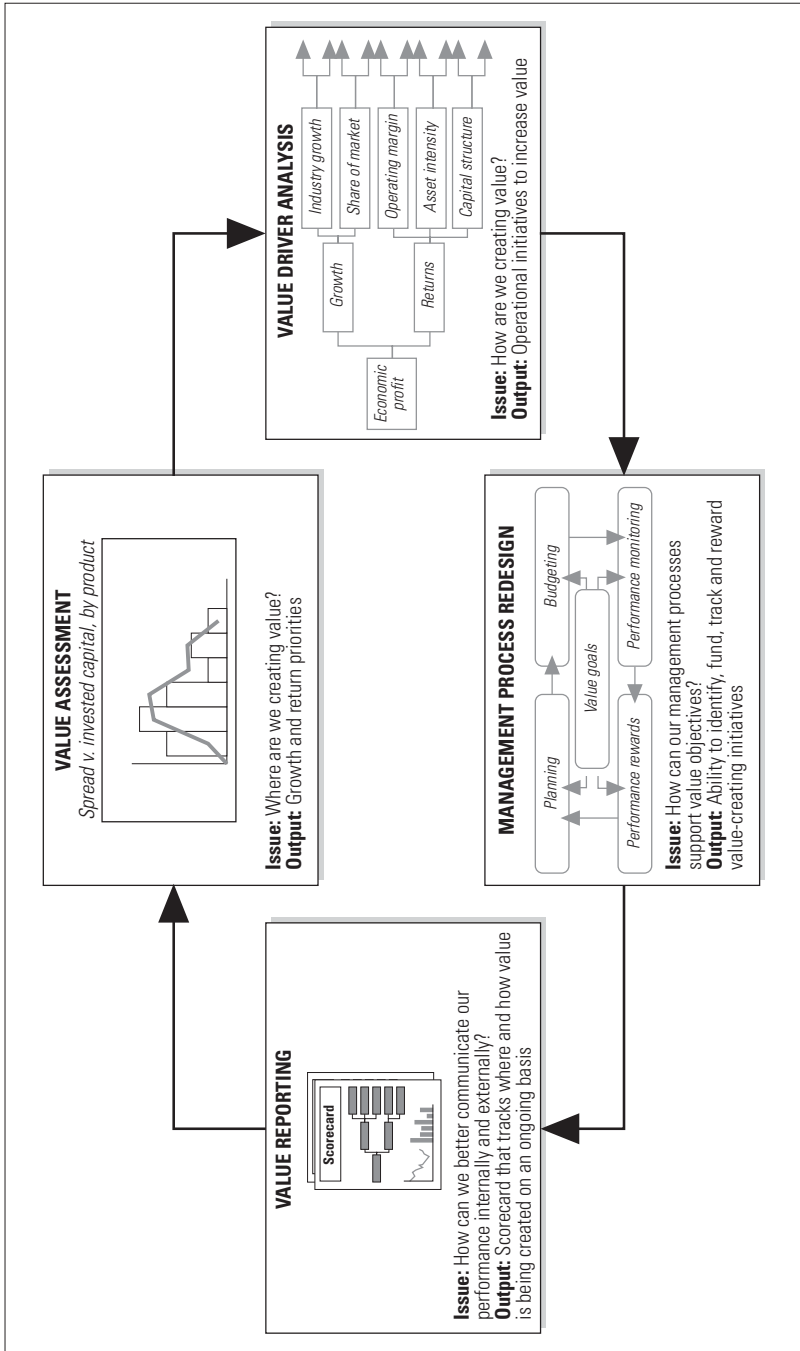 VALUE ASSESSMENT
Spread v. invested capital, by product
Issue: Where are we creating value?
Output: Growth and return priorities
VALUE DRIVER ANALYSIS
Economic
profit
Growth
Returns
Industry growth
Share of market
Operating margin
Asset intensity
Capital structure
Issue: How are we creating value?
Output: Operational initiatives to increase value
MANAGEMENT PROCESS REDESIGN
Planning
Budgeting
Value goals
Performance rewards
Performance monitoring
Issue: How can our management processes
support value objectives?
Output: Ability to identify, fund, track and reward
value-creating initiatives
VALUE REPORTING
Scorecard
Issue: How can we better communicate our
performance internally and externally?
Output: Scorecard that tracks where and how value
is being created on an ongoing basis